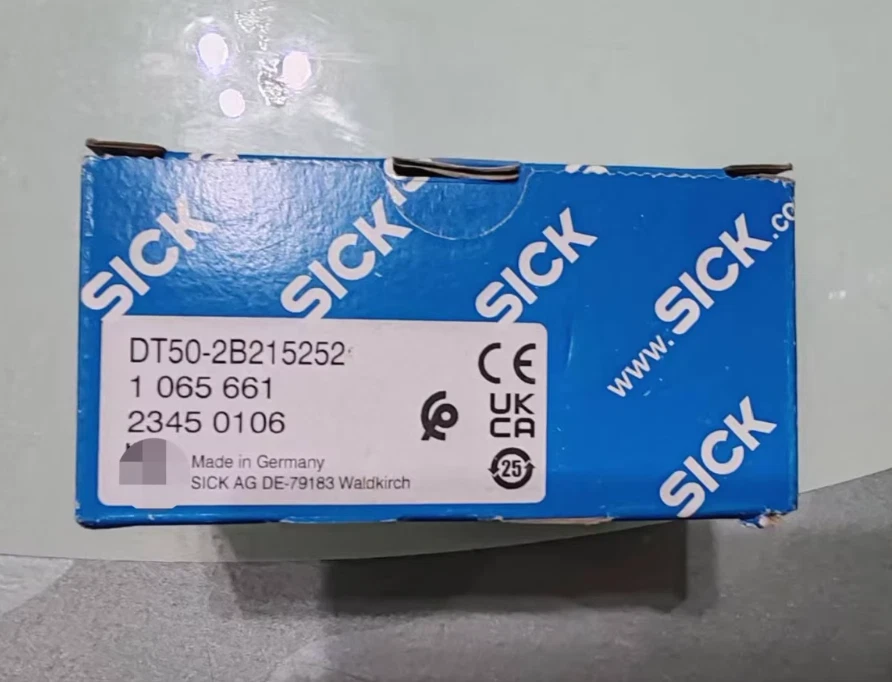 SICK
SICK
SICK
SICK
www.SICK.co
SICK
DT50-2B215252
1 065 661
2345 0106
Made in Germany
SICK AG DE-79183 Waldkirch
CE
UK
CA
25